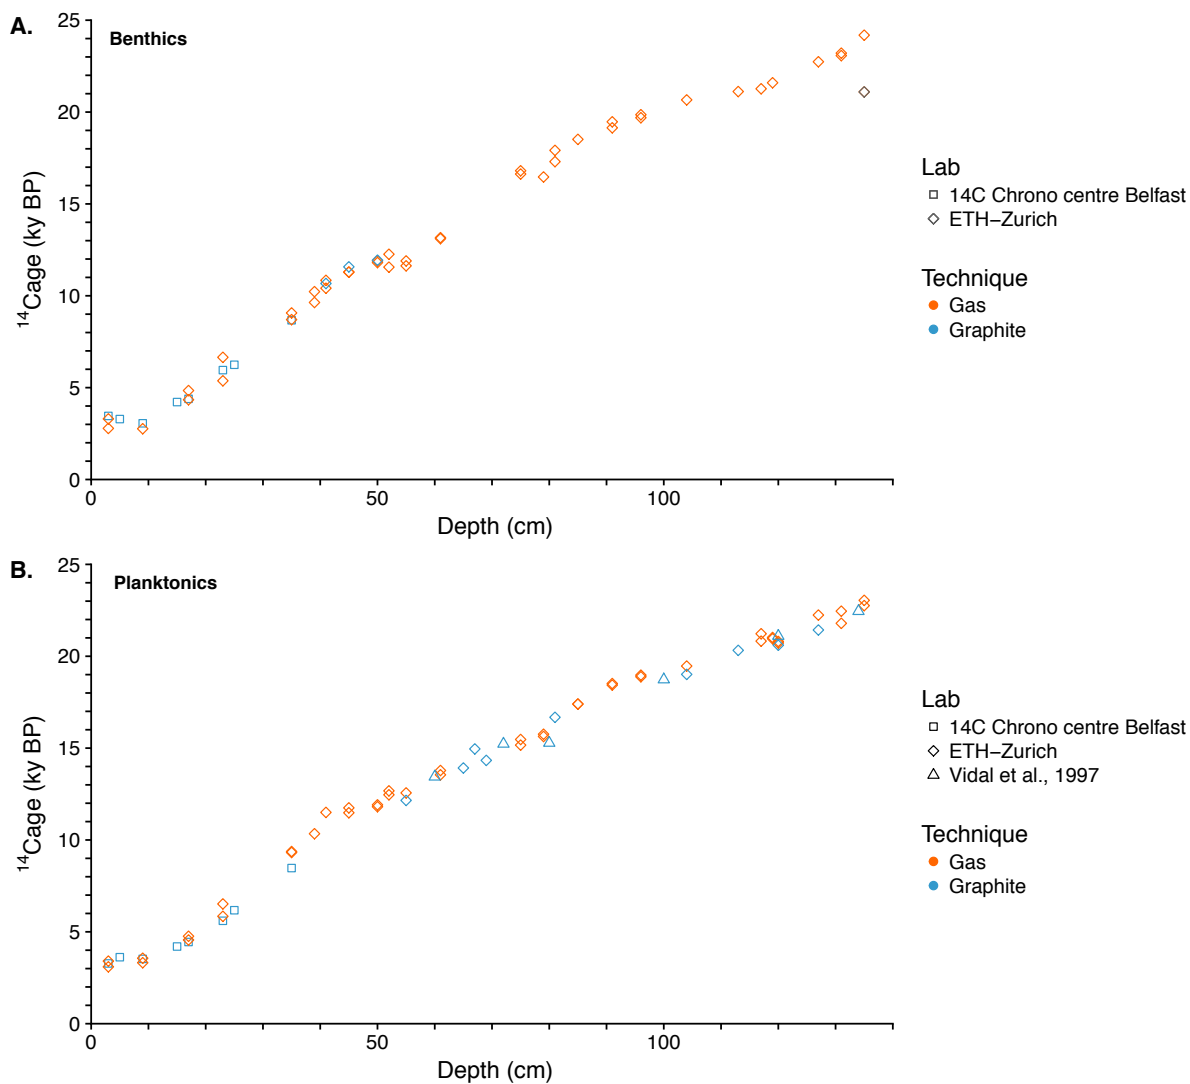 A.
Benthics
25
20
15
10
5
0
¹⁴Cage (ky BP)
0 50 100
Depth (cm)
Lab
14C Chrono centre Belfast
ETH−Zurich
Technique
Gas
Graphite
B.
Planktonics
25
20
15
10
5
0
¹⁴Cage (ky BP)
0 50 100
Depth (cm)
Lab
14C Chrono centre Belfast
ETH−Zurich
Vidal et al., 1997
Technique
Gas
Graphite